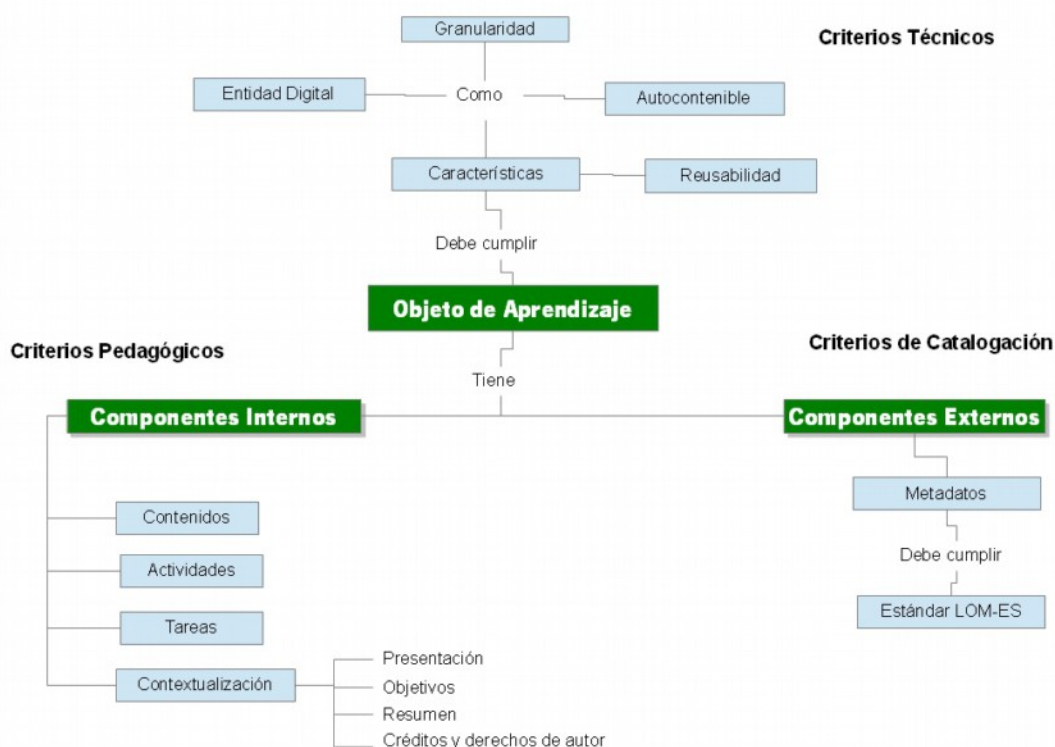 Granularidad
Criterios Técnicos
Entidad Digital
Como
Autocontenible
Características
Reusabilidad
Debe cumplir
Objeto de Aprendizaje
Criterios Pedagógicos
Criterios de Catalogación
Tiene
Componentes Internos
Componentes Externos
Contenidos
Actividades
Tareas
Contextualización
Presentación
Objetivos
Resumen
Créditos y derechos de autor
Metadatos
Debe cumplir
Estándar LOM-ES